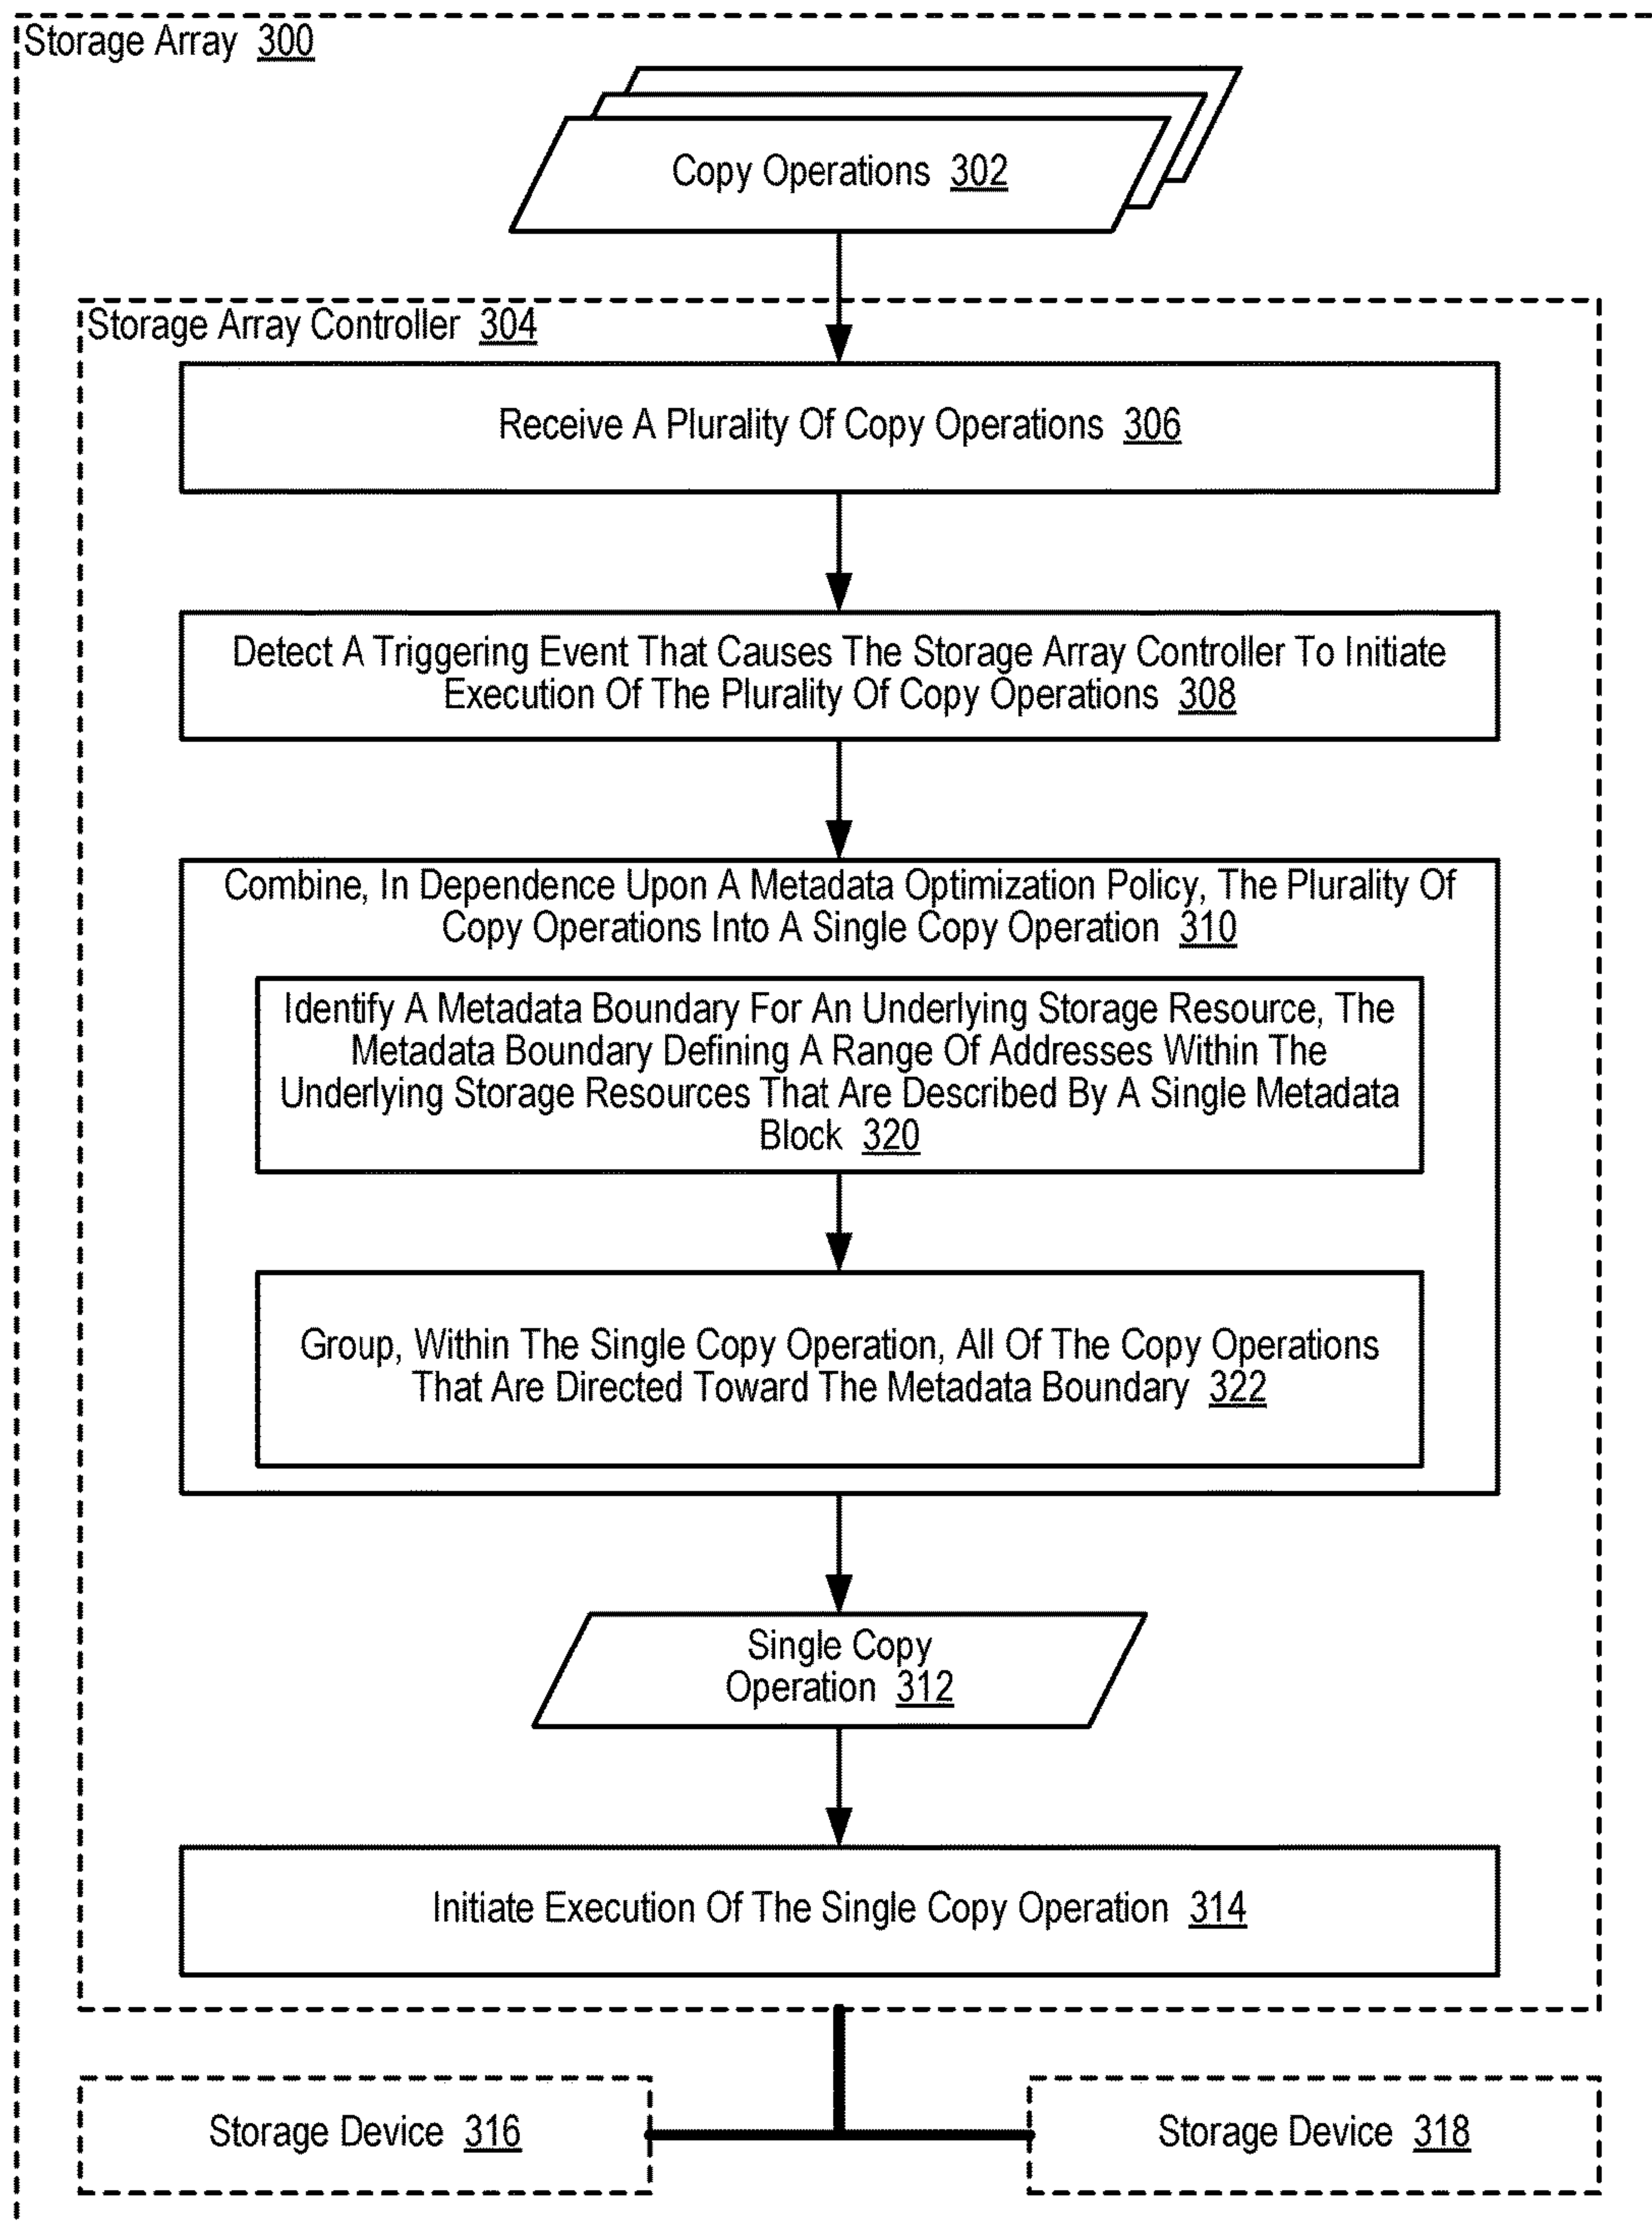 Storage Array 300
Copy Operations 302
Storage Array Controller 304
Receive A Plurality Of Copy Operations 306
Detect A Triggering Event That Causes The Storage Array Controller To Initiate
Execution Of The Plurality Of Copy Operations 308
Combine, In Dependence Upon A Metadata Optimization Policy, The Plurality Of
Copy Operations Into A Single Copy Operation 310
Identify A Metadata Boundary For An Underlying Storage Resource, The
Metadata Boundary Defining A Range Of Addresses Within The
Underlying Storage Resources That Are Described By A Single Metadata
Block 320
Group, Within The Single Copy Operation, All Of The Copy Operations
That Are Directed Toward The Metadata Boundary 322
Single Copy
Operation 312
Initiate Execution Of The Single Copy Operation 314
Storage Device 316
Storage Device 318